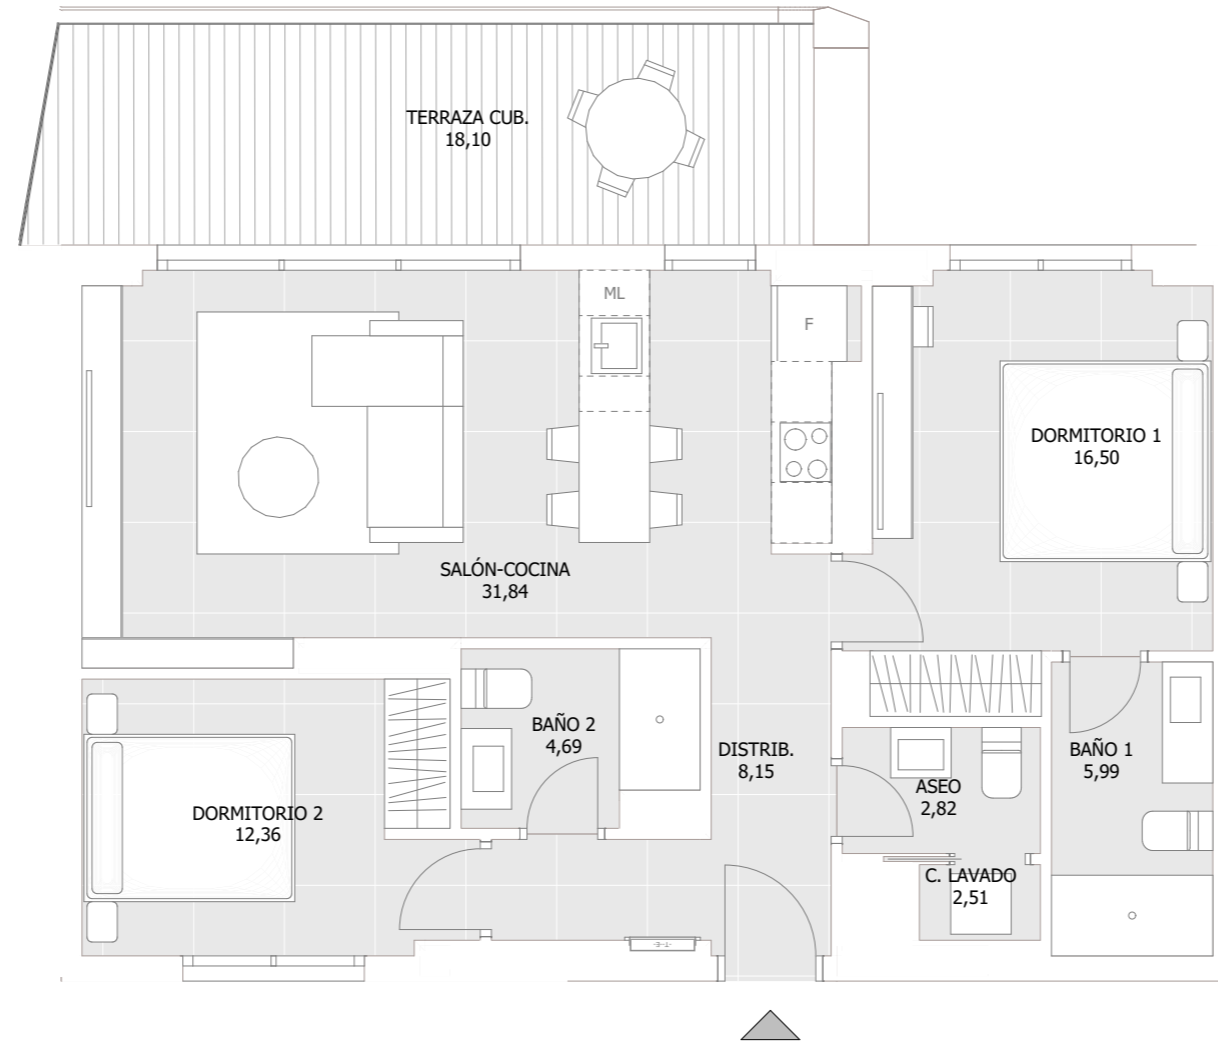 TERRAZA CUB.
18,10
ML
F
DORMITORIO 1
16,50
SALÓN-COCINA
31,84
BAÑO 2
4,69
DISTRIB.
8,15
BAÑO 1
5,99
ASEO
2,82
DORMITORIO 2
12,36
C. LAVADO
2,51